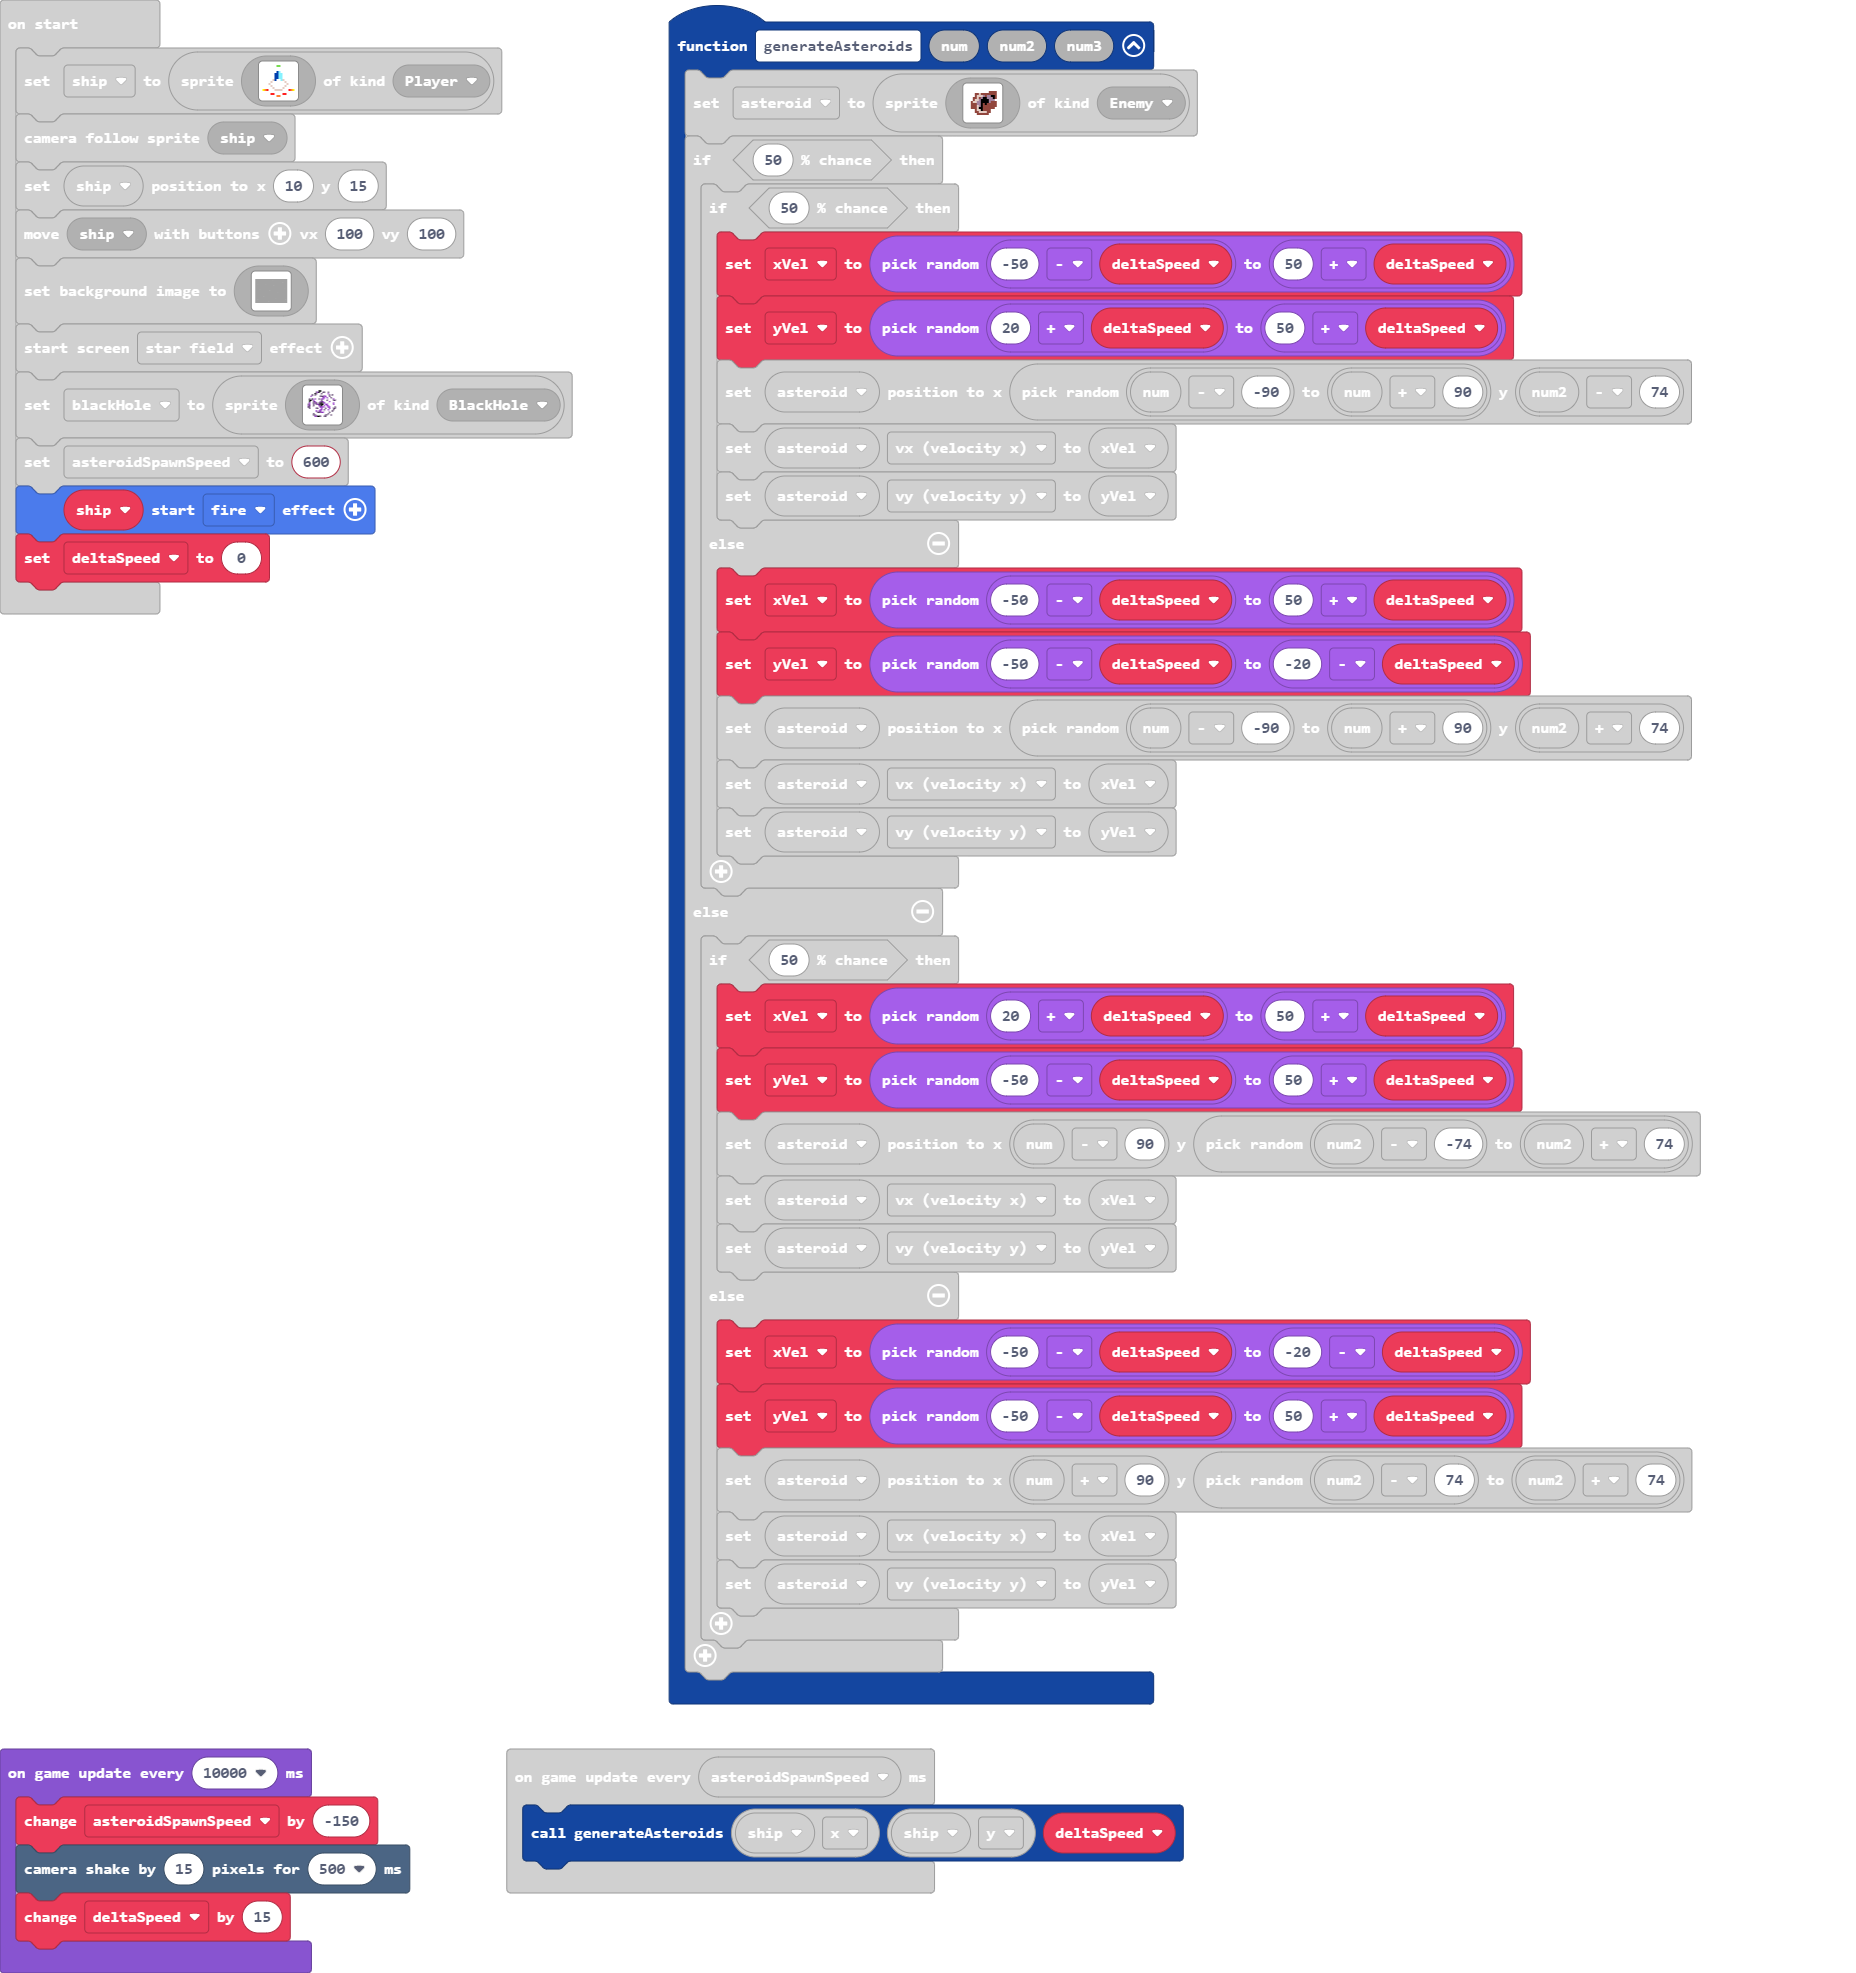 on start
set ship to sprite of kind Player
camera follow sprite ship
set ship position to x 10 y 15
move ship with buttons vx 100 vy 100
set background image to
start screen star field effect
set blackHole to sprite of kind BlackHole
set asteroidSpawnSpeed to 600
ship start fire effect
set deltaSpeed to 0
function generateAsteroids num num2 num3
set asteroid to sprite of kind Enemy
if 50 % chance then
if 50 % chance then
set xVel to pick random -50 - deltaSpeed to 50 + deltaSpeed
set yVel to pick random 20 + deltaSpeed to 50 + deltaSpeed
set asteroid position to x pick random num - -90 to num + 90 y num2 - 74
set asteroid vx (velocity x) to xVel
set asteroid vy (velocity y) to yVel
else
set xVel to pick random -50 - deltaSpeed to 50 + deltaSpeed
set yVel to pick random -50 - deltaSpeed to -20 - deltaSpeed
set asteroid position to x pick random num - -90 to num + 90 y num2 + 74
set asteroid vx (velocity x) to xVel
set asteroid vy (velocity y) to yVel
else
if 50 % chance then
set xVel to pick random 20 + deltaSpeed to 50 + deltaSpeed
set yVel to pick random -50 - deltaSpeed to 50 + deltaSpeed
set asteroid position to x num - 90 y pick random num2 - -74 to num2 + 74
set asteroid vx (velocity x) to xVel
set asteroid vy (velocity y) to yVel
else
set xVel to pick random -50 - deltaSpeed to -20 - deltaSpeed
set yVel to pick random -50 - deltaSpeed to 50 + deltaSpeed
set asteroid position to x num + 90 y pick random num2 - 74 to num2 + 74
set asteroid vx (velocity x) to xVel
set asteroid vy (velocity y) to yVel
on game update every 10000 ms
change asteroidSpawnSpeed by -150
camera shake by 15 pixels for 500 ms
change deltaSpeed by 15
on game update every asteroidSpawnSpeed ms
call generateAsteroids ship x ship y deltaSpeed